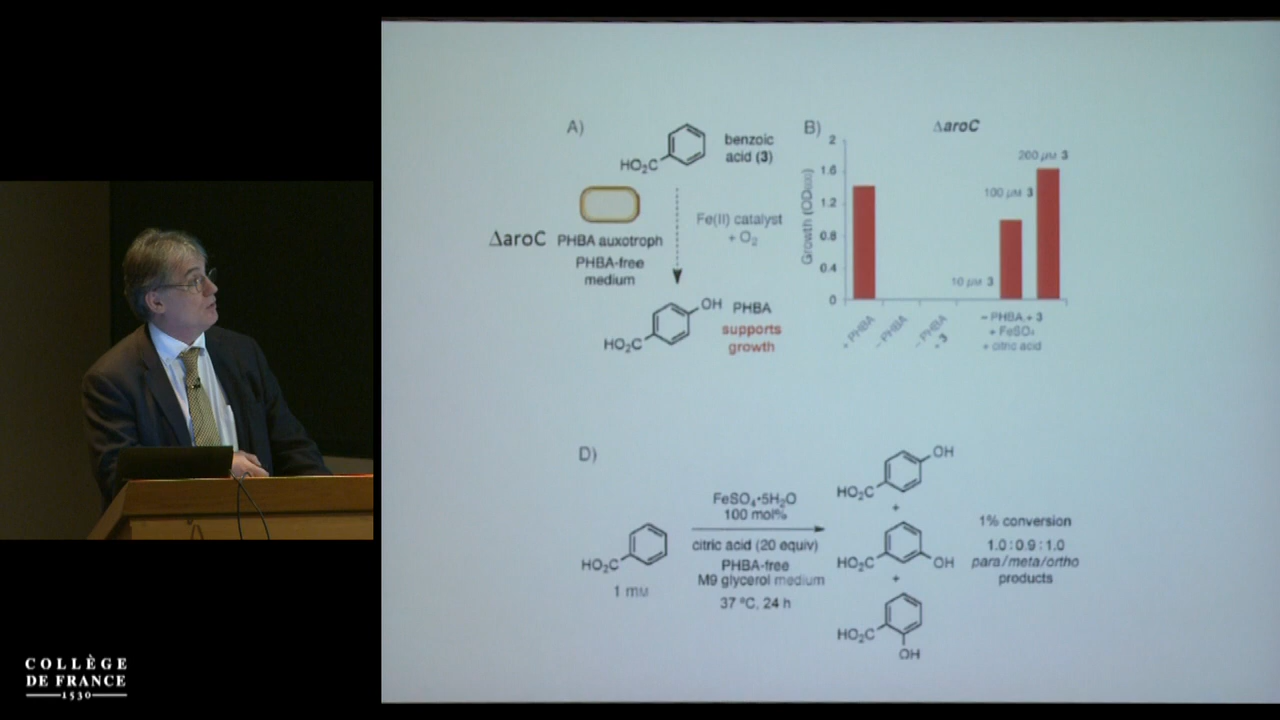 A)
HO₂C
benzoic
acid (3)
ΔaroC
PHBA auxotroph
PHBA-free
medium
Fe(II) catalyst
+ O₂
HO₂C
OH
PHBA
supports
growth
B)
ΔaroC
Growth (OD₆₀₀)
2
1.6
1.2
0.8
0.4
0
10 µM 3
100 µM 3
200 µM 3
+ PHBA
– PHBA
– PHBA
+ 3
– PHBA + 3
+ FeSO₄
+ citric acid
D)
HO₂C
1 mM
FeSO₄•5H₂O
100 mol%
citric acid (20 equiv)
PHBA-free
M9 glycerol medium
37 ºC, 24 h
HO₂C
OH
+
HO₂C
OH
+
HO₂C
OH
1% conversion
1.0 : 0.9 : 1.0
para/meta/ortho
products
COLLÈGE
DE FRANCE
1530